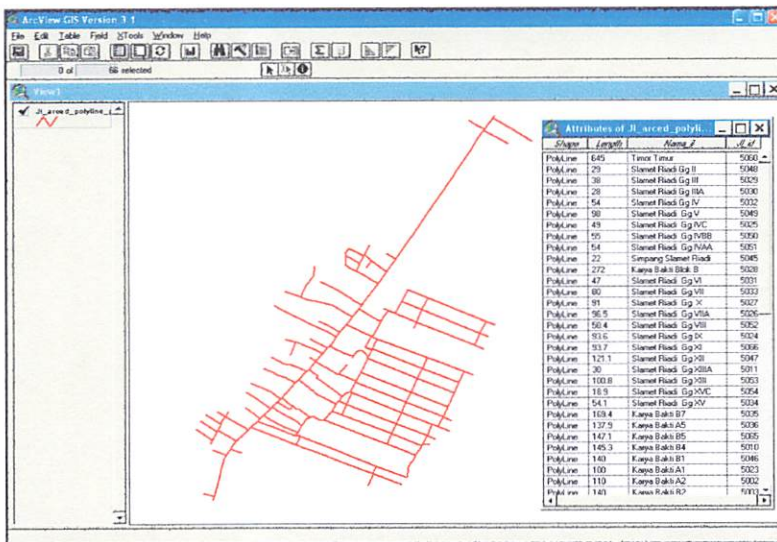 ArcView GIS Version 3.1
File Edit Table Field XTools Window Help
0 of 66 selected
View1
Jl_arced_polyline_
Attributes of Jl_arced_polyli...
Shape Length Nama_jl Jl_id
PolyLine 645 Timor Timur 5060
PolyLine 29 Slamet Riadi Gg II 5048
PolyLine 38 Slamet Riadi Gg III 5029
PolyLine 28 Slamet Riadi Gg IIIA 5030
PolyLine 54 Slamet Riadi Gg IV 5032
PolyLine 98 Slamet Riadi Gg V 5049
PolyLine 49 Slamet Riadi Gg IVC 5025
PolyLine 55 Slamet Riadi Gg IVBB 5050
PolyLine 54 Slamet Riadi Gg IVAA 5051
PolyLine 22 Simpang Slamet Riadi 5045
PolyLine 272 Karya Bakti Blok B 5028
PolyLine 47 Slamet Riadi Gg VI 5031
PolyLine 80 Slamet Riadi Gg VII 5033
PolyLine 91 Slamet Riadi Gg X 5027
PolyLine 96.5 Slamet Riadi Gg VIIA 5026
PolyLine 50.4 Slamet Riadi Gg VIII 5052
PolyLine 93.6 Slamet Riadi Gg IX 5024
PolyLine 93.7 Slamet Riadi Gg XI 5066
PolyLine 121.1 Slamet Riadi Gg XII 5047
PolyLine 30 Slamet Riadi Gg XIIIA 5011
PolyLine 100.8 Slamet Riadi Gg XIII 5053
PolyLine 16.9 Slamet Riadi Gg XVC 5054
PolyLine 54.1 Slamet Riadi Gg XV 5034
PolyLine 169.4 Karya Bakti B7 5035
PolyLine 137.9 Karya Bakti A5 5036
PolyLine 147.1 Karya Bakti B5 5065
PolyLine 145.3 Karya Bakti B4 5010
PolyLine 140 Karya Bakti B1 5046
PolyLine 100 Karya Bakti A1 5023
PolyLine 110 Karya Bakti A2 5002
PolyLine 140 Karya Bakti B2 5003